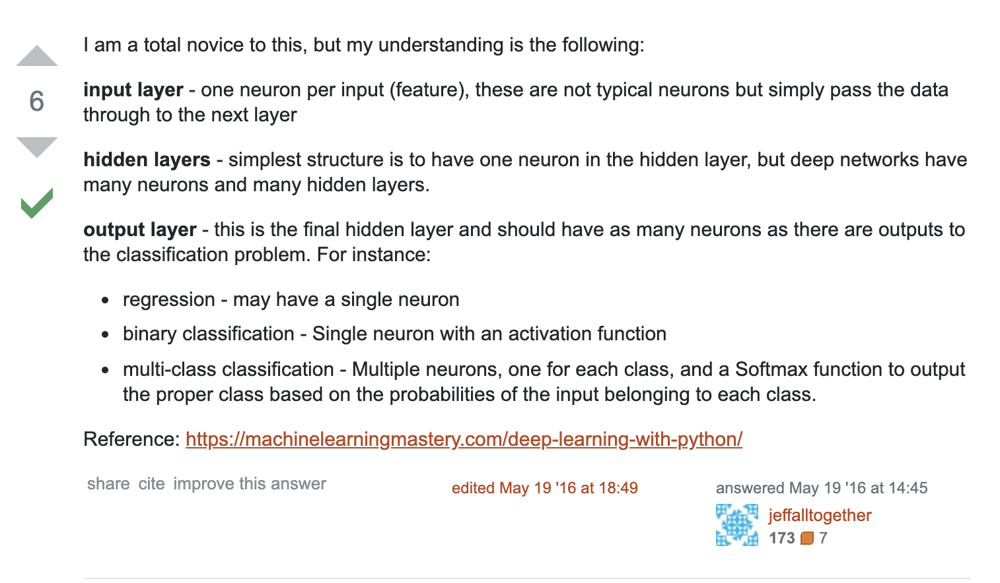 I am a total novice to this, but my understanding is the following:
input layer - one neuron per input (feature), these are not typical neurons but simply pass the data
through to the next layer
6
hidden layers - simplest structure is to have one neuron in the hidden layer, but deep networks have
many neurons and many hidden layers.
output layer - this is the final hidden layer and should have as many neurons as there are outputs to
the classification problem. For instance:
• regression - may have a single neuron
• binary classification - Single neuron with an activation function
• multi-class classification - Multiple neurons, one for each class, and a Softmax function to output
the proper class based on the probabilities of the input belonging to each class.
Reference: https://machinelearningmastery.com/deep-learning-with-python/
share cite improve this answer
edited May 19 '16 at 18:49
answered May 19 '16 at 14:45
jeffalltogether
173 7